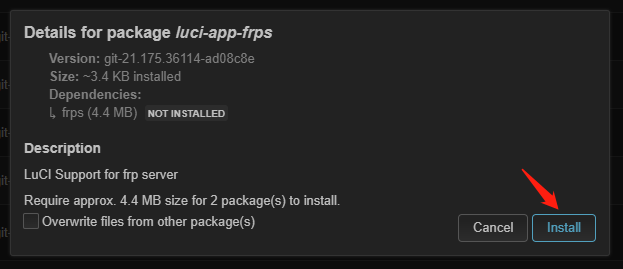 Details for package luci-app-frps
Version: git-21.175.36114-ad08c8e
Size: ~3.4 KB installed
Dependencies:
↳ frps (4.4 MB) NOT INSTALLED
Description
LuCI Support for frp server
Require approx. 4.4 MB size for 2 package(s) to install.
Overwrite files from other package(s)
Cancel Install